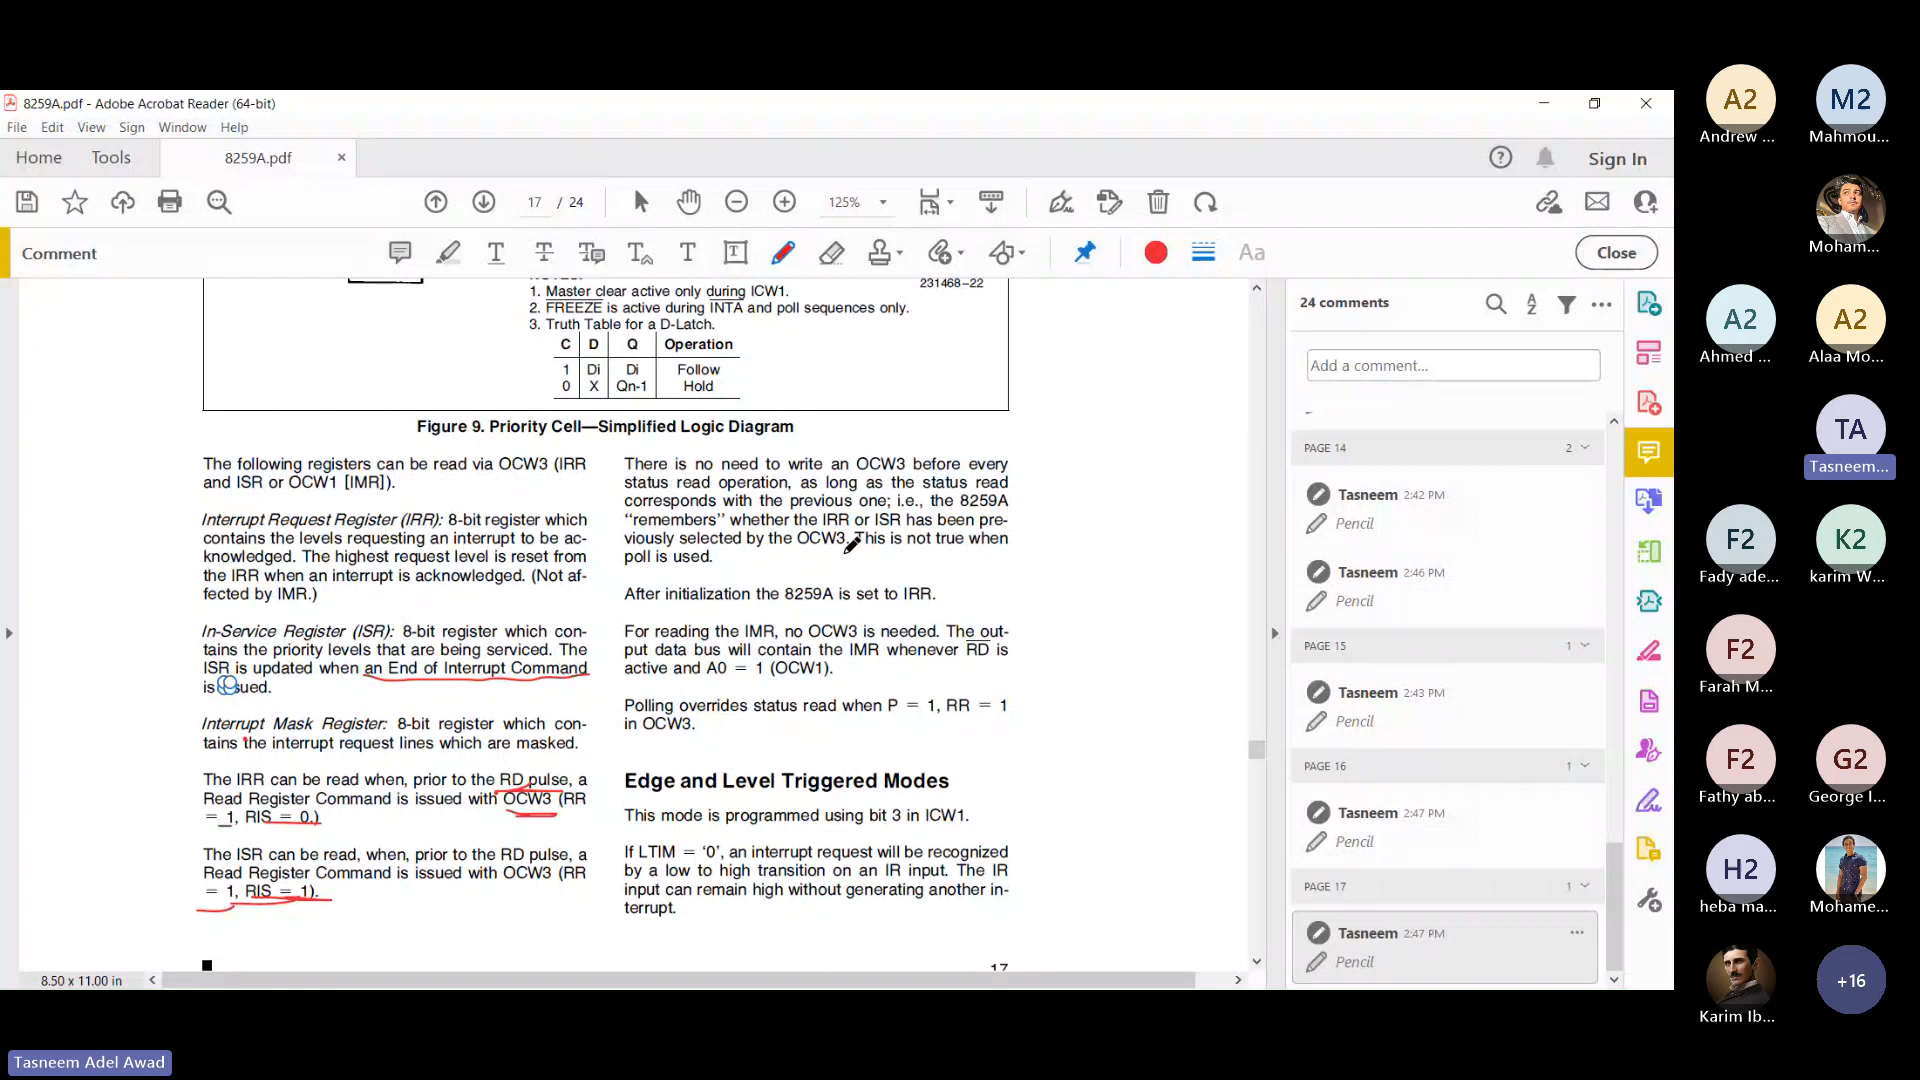 8259A.pdf - Adobe Acrobat Reader (64-bit)
File Edit View Sign Window Help
Home Tools 8259A.pdf Sign In
17 / 24 125%
Comment Aa Close
231468–22
1. Master clear active only during ICW1.
2. FREEZE is active during INTA and poll sequences only.
3. Truth Table for a D-Latch.
C D Q Operation
1 Di Di Follow
0 X Qn-1 Hold
Figure 9. Priority Cell—Simplified Logic Diagram
The following registers can be read via OCW3 (IRR
and ISR or OCW1 [IMR]).
Interrupt Request Register (IRR): 8-bit register which
contains the levels requesting an interrupt to be ac-
knowledged. The highest request level is reset from
the IRR when an interrupt is acknowledged. (Not af-
fected by IMR.)
In-Service Register (ISR): 8-bit register which con-
tains the priority levels that are being serviced. The
ISR is updated when an End of Interrupt Command
is issued.
Interrupt Mask Register: 8-bit register which con-
tains the interrupt request lines which are masked.
The IRR can be read when, prior to the RD pulse, a
Read Register Command is issued with OCW3 (RR
= 1, RIS = 0.)
The ISR can be read, when, prior to the RD pulse, a
Read Register Command is issued with OCW3 (RR
= 1, RIS = 1).
There is no need to write an OCW3 before every
status read operation, as long as the status read
corresponds with the previous one; i.e., the 8259A
‘‘remembers’’ whether the IRR or ISR has been pre-
viously selected by the OCW3. This is not true when
poll is used.
After initialization the 8259A is set to IRR.
For reading the IMR, no OCW3 is needed. The out-
put data bus will contain the IMR whenever RD is
active and A0 = 1 (OCW1).
Polling overrides status read when P = 1, RR = 1
in OCW3.
Edge and Level Triggered Modes
This mode is programmed using bit 3 in ICW1.
If LTIM = ‘0’, an interrupt request will be recognized
by a low to high transition on an IR input. The IR
input can remain high without generating another in-
terrupt.
17
8.50 x 11.00 in
24 comments
Add a comment...
PAGE 14 2
Tasneem 2:42 PM
Pencil
Tasneem 2:46 PM
Pencil
PAGE 15 1
Tasneem 2:43 PM
Pencil
PAGE 16 1
Tasneem 2:47 PM
Pencil
PAGE 17 1
Tasneem 2:47 PM
Pencil
A2 M2
Andrew ... Mahmou...
Moham...
A2 A2
Ahmed ... Alaa Mo...
TA
Tasneem...
F2 K2
Fady ade... karim W...
F2
Farah M...
F2 G2
Fathy ab... George I...
H2
heba ma... Mohame...
+16
Karim Ib...
Tasneem Adel Awad